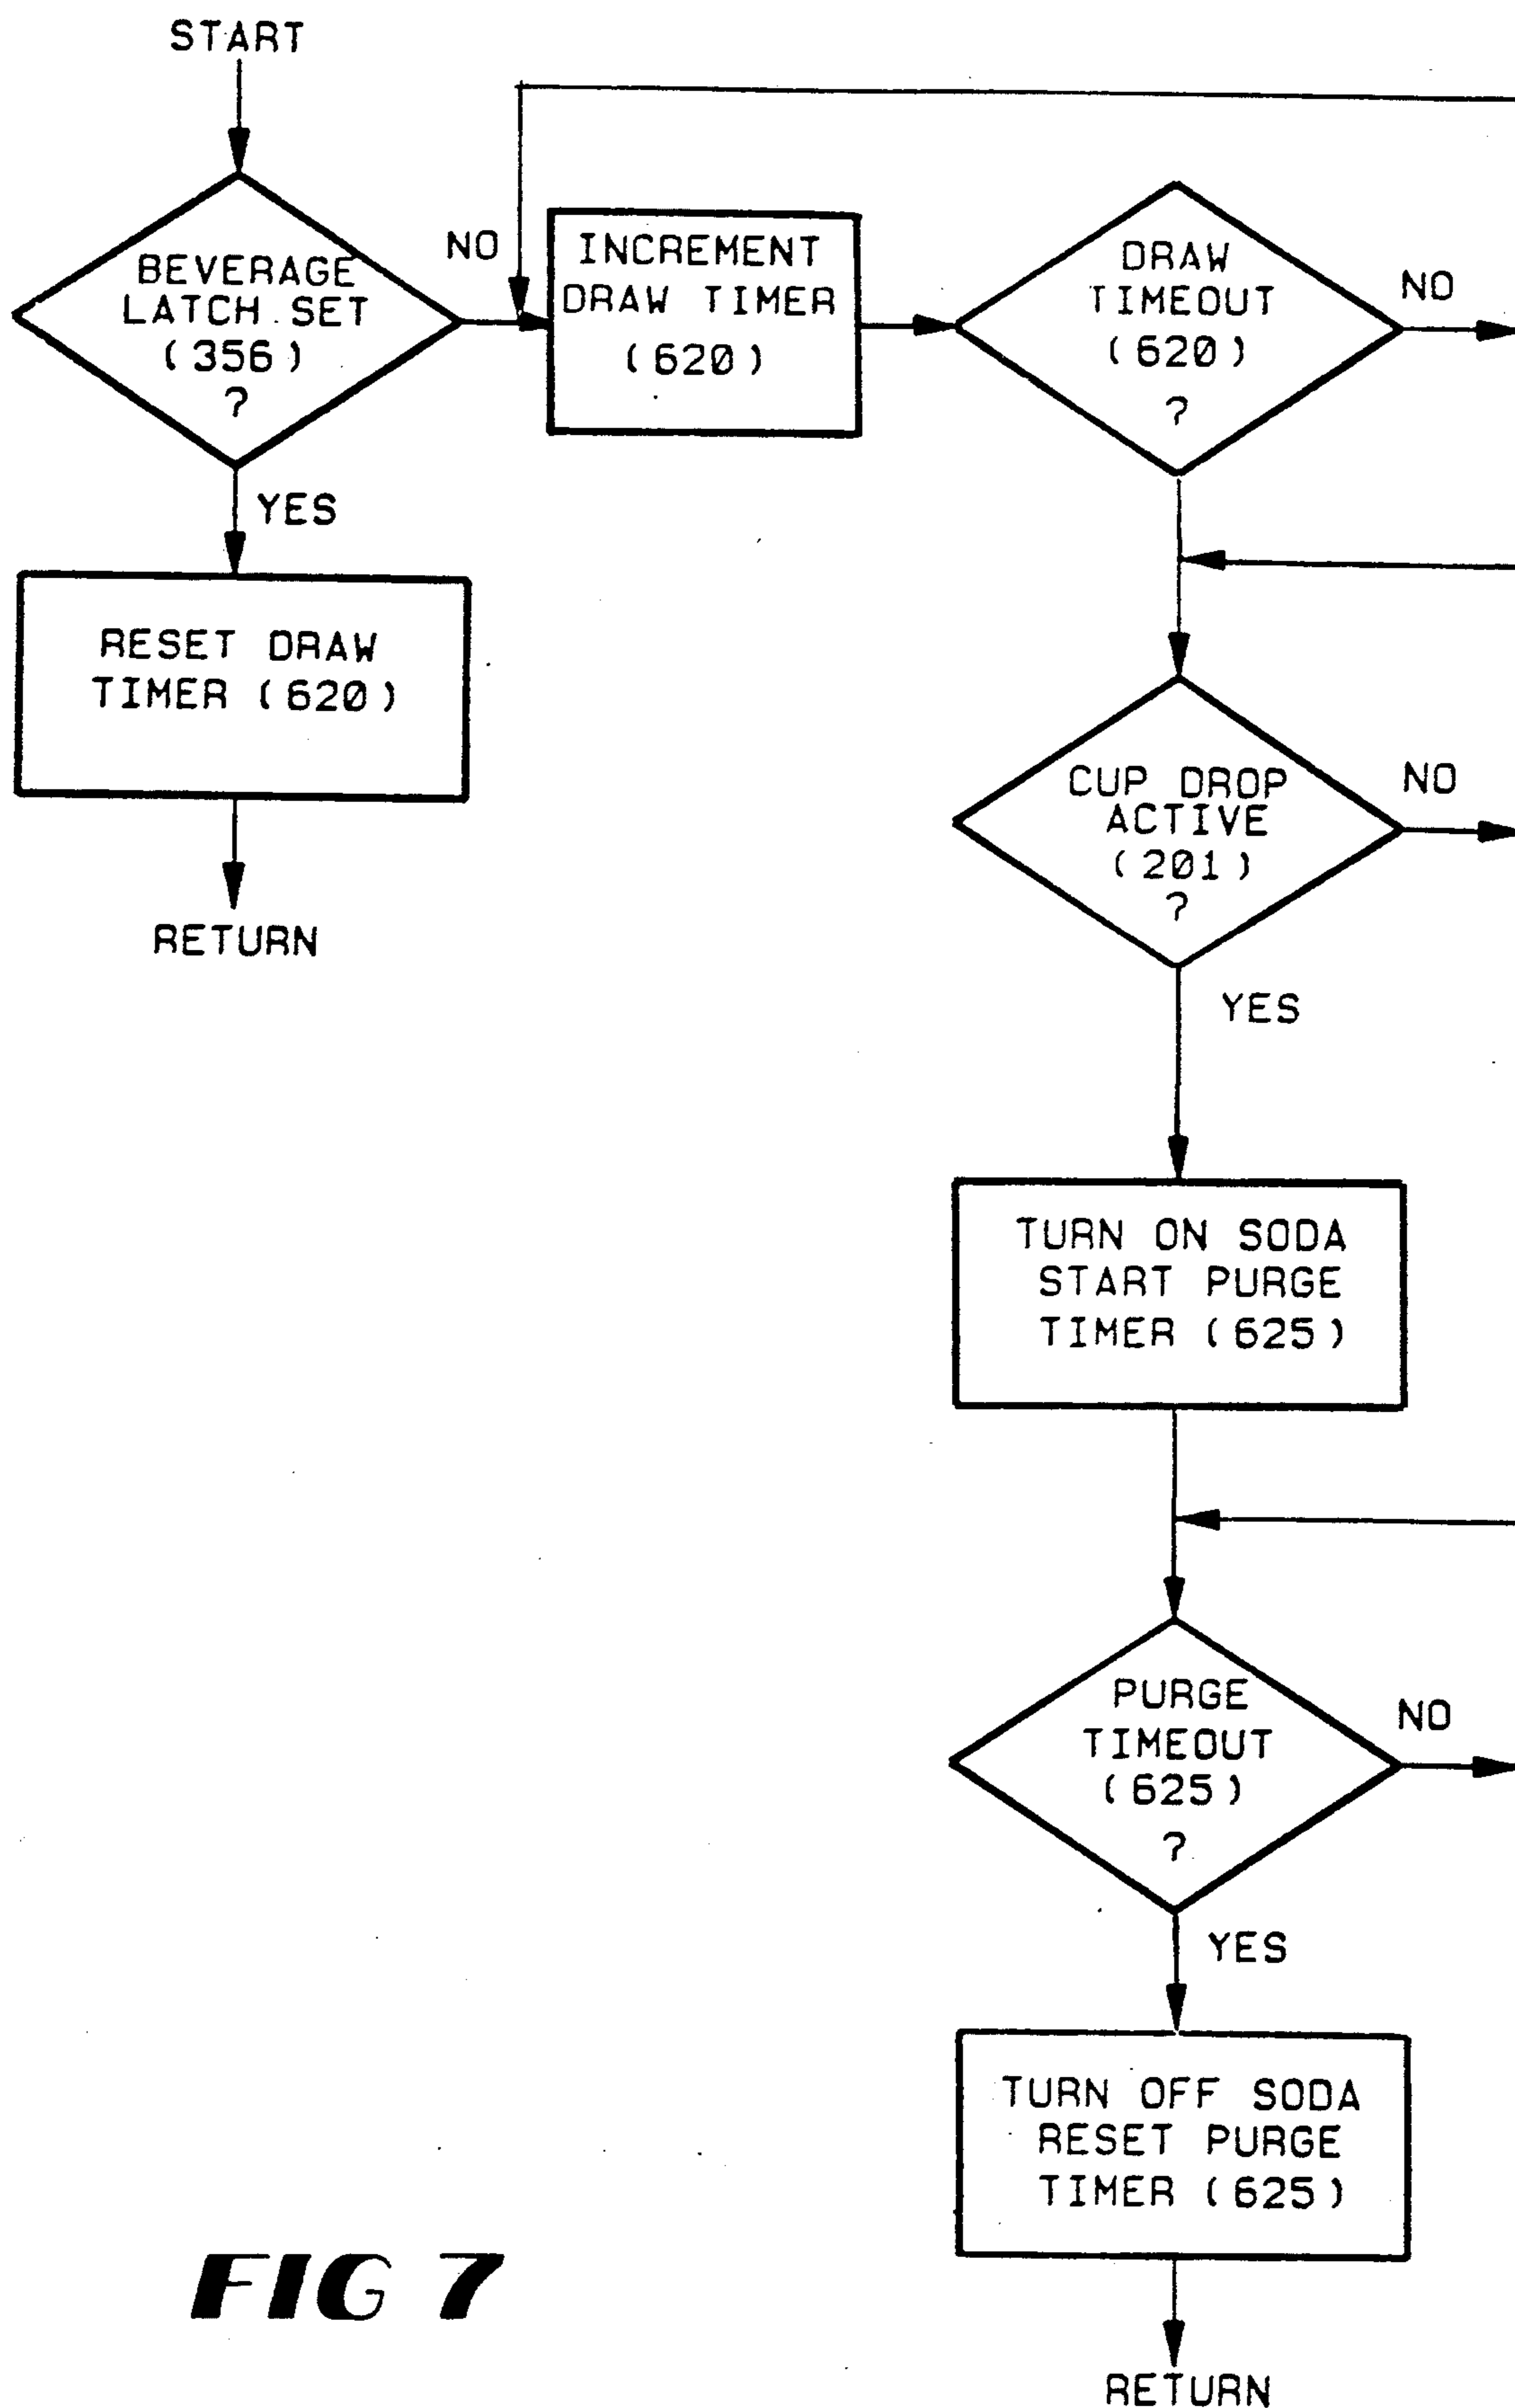 START
BEVERAGE
LATCH SET
(356)
?
NO
YES
RESET DRAW
TIMER (620)
RETURN
INCREMENT
DRAW TIMER
(620)
DRAW
TIMEOUT
(620)
?
NO
CUP DROP
ACTIVE
(201)
?
NO
YES
TURN ON SODA
START PURGE
TIMER (625)
PURGE
TIMEOUT
(625)
?
NO
YES
TURN OFF SODA
RESET PURGE
TIMER (625)
RETURN
FIG 7